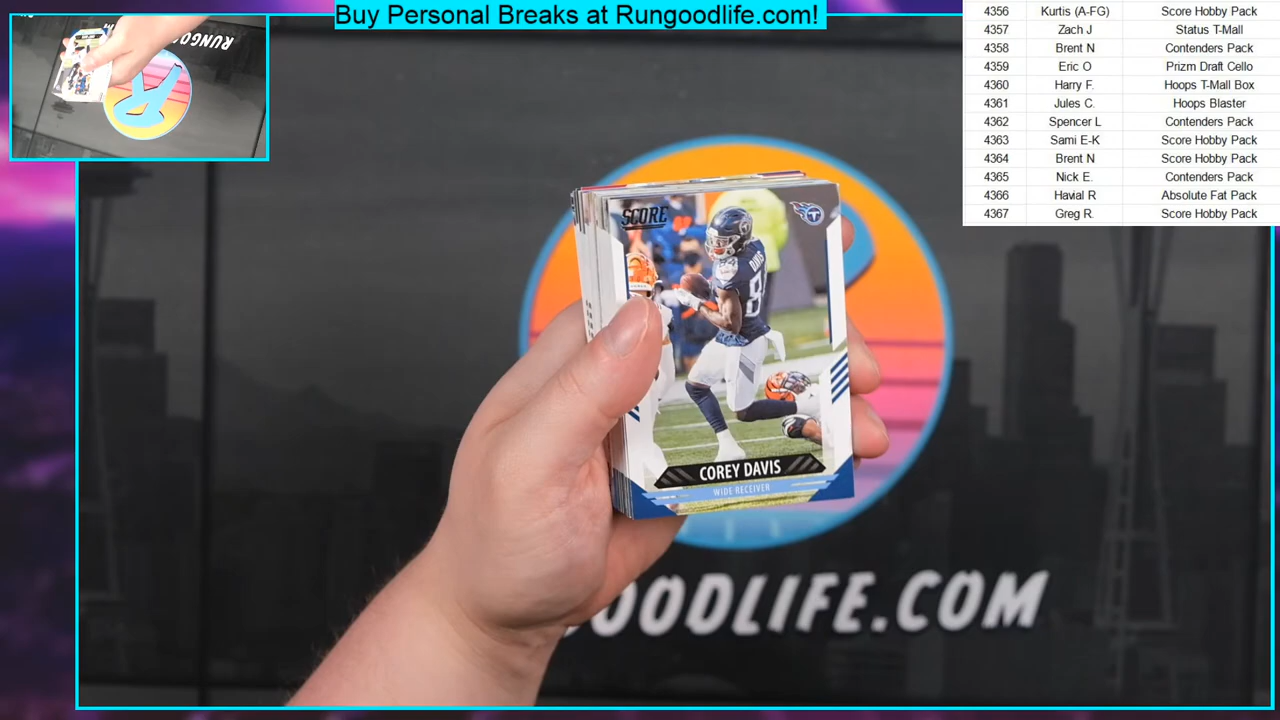 Buy Personal Breaks at Rungoodlife.com!
4356 Kurtis (A-FG) Score Hobby Pack
4357 Zach J Status T-Mall
4358 Brent N Contenders Pack
4359 Eric O Prizm Draft Cello
4360 Harry F. Hoops T-Mall Box
4361 Jules C. Hoops Blaster
4362 Spencer L Contenders Pack
4363 Sami E-K Score Hobby Pack
4364 Brent N Score Hobby Pack
4365 Nick E. Contenders Pack
4366 Havial R Absolute Fat Pack
4367 Greg R. Score Hobby Pack
SCORE
T
DAVIS
COREY DAVIS
WIDE RECEIVER
OODLIFE.COM